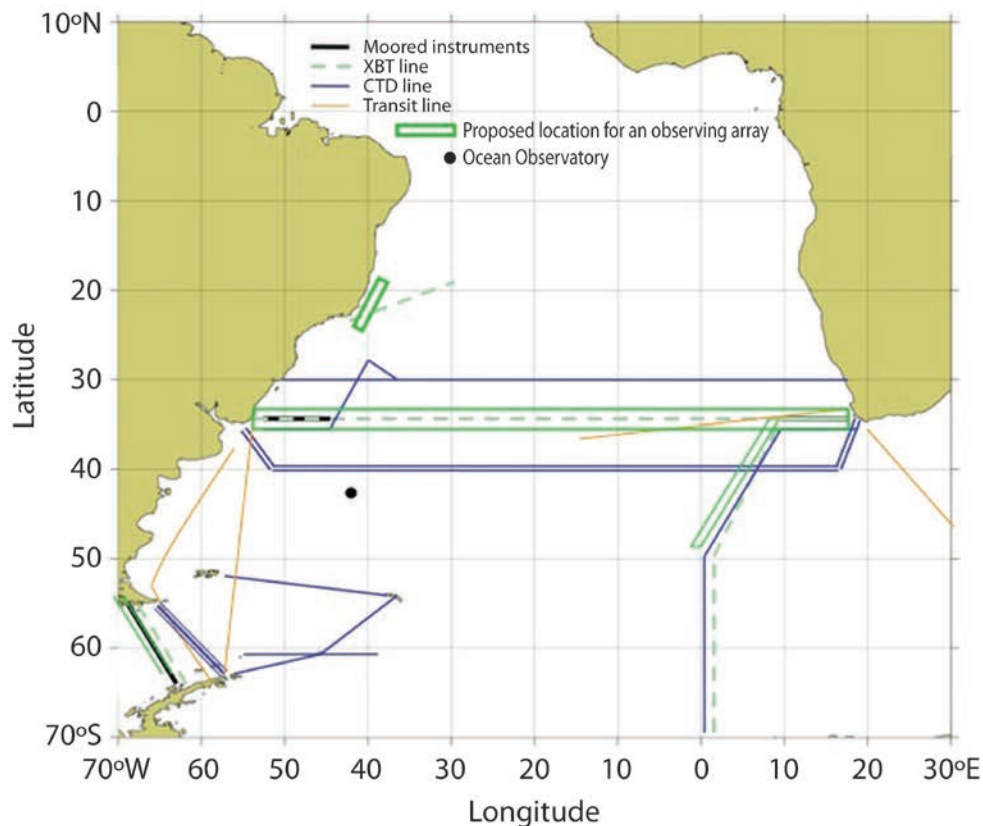 10ºN
0
10
20
30
40
50
60
70ºS
Latitude
Moored instruments
XBT line
CTD line
Transit line
Proposed location for an observing array
Ocean Observatory
70ºW 60 50 40 30 20 10 0 10 20 30ºE
Longitude